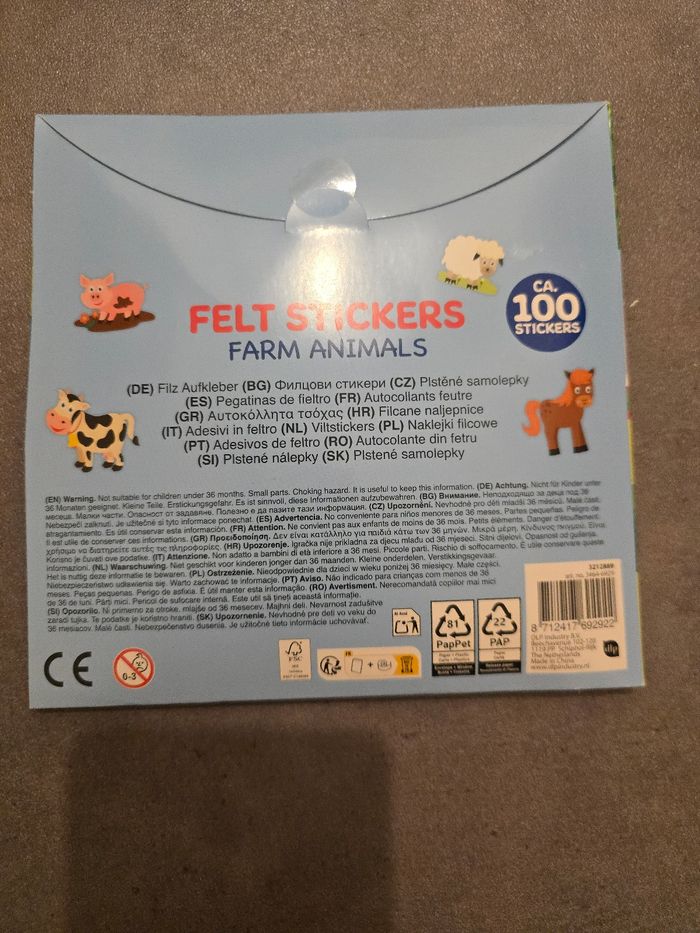 FELT STICKERS
FARM ANIMALS
CA.
100
STICKERS
(DE) Filz Aufkleber (BG) Филцови стикери (CZ) Plstěné samolepky
(ES) Pegatinas de fieltro (FR) Autocollants feutre
(GR) Αυτοκόλλητα τσόχας (HR) Filcane naljepnice
(IT) Adesivi in feltro (NL) Viltstickers (PL) Naklejki filcowe
(PT) Adesivos de feltro (RO) Autocolante din fetru
(SI) Plstené nálepky (SK) Plstené samolepky
(EN) Warning. Not suitable for children under 36 months. Small parts. Choking hazard. It is useful to keep this information. (DE) Achtung. Nicht für Kinder unter
36 Monaten geeignet. Kleine Teile. Erstickungsgefahr. Es ist sinnvoll, diese Informationen aufzubewahren. (BG) Внимание. Неподходящо за деца под 36
месеца. Малки части. Опасност от задавяне. Полезно е да пазите тази информация. (CZ) Upozornění. Nevhodné pro děti mladší 36 měsíců. Malé části.
Nebezpečí zalknutí. Je užitečné si tyto informace ponechat. (ES) Advertencia. No conveniente para niños menores de 36 meses. Partes pequeñas. Peligro de
atragantamiento. Es útil conservar esta información. (FR) Attention. Ne convient pas aux enfants de moins de 36 mois. Petits éléments. Danger d'étouffement.
Il est utile de conserver ces informations. (GR) Προειδοποίηση. Δεν είναι κατάλληλο για παιδιά κάτω των 36 μηνών. Μικρά μέρη. Κίνδυνος πνιγμού. Είναι
χρήσιμο να διατηρείτε αυτές τις πληροφορίες. (HR) Upozorenje. Igračka nije prikladna za djecu mlađu od 36 mjeseci. Sitni dijelovi. Opasnost od gušenja.
Korisno je čuvati ove podatke. (IT) Attenzione. Non adatto a bambini di età inferiore a 36 mesi. Piccole parti. Rischio di soffocamento. È utile conservare queste
informazioni. (NL) Waarschuwing. Niet geschikt voor kinderen jonger dan 36 maanden. Kleine onderdelen. Verstikkingsgevaar.
Het is nuttig deze informatie te bewaren. (PL) Ostrzeżenie. Nieodpowiednie dla dzieci w wieku poniżej 36 miesięcy. Małe części.
Niebezpieczeństwo udławienia się. Warto zachować te informacje. (PT) Aviso. Não indicado para crianças com menos de 36
meses. Peças pequenas. Perigo de asfixia. É útil manter esta informação. (RO) Avertisment. Nerecomandată copiilor mai mici
de 36 de luni. Părți mici. Pericol de sufocare internă. Este util să țineți această informație.
(SI) Opozorilo. Ni primerno za otroke, mlajše od 36 mesecev. Majhni deli. Nevarnost zadušitve
zaradi tujka. Te podatke je koristno hraniti. (SK) Upozornenie. Nevhodné pre deti vo veku do
36 mesiacov. Malé časti. Nebezpečenstvo dusenia. Je užitočné tieto informácie uchovávať.
3212889
8 712417 692922
DLP Industry B.V.
Beechavenue 102-120
1119 PP Schiphol-Rijk
The Netherlands
Made in China
www.dlpindustry.nl
dlp
CE
0-3
FSC
FR
81
PapPet
22
PAP